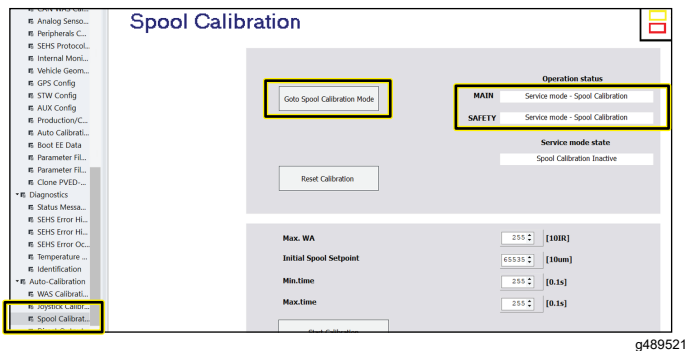 Analog Senso...
Peripherals C...
SEHS Protocol...
Internal Moni...
Vehicle Geom...
GPS Config
STW Config
AUX Config
Production/C...
Auto Calibrati...
Boot EE Data
Parameter Fil...
Parameter Fil...
Clone PVED-...
Diagnostics
Status Messa...
SEHS Error Hi...
SEHS Error Hi...
SEHS Error Oc...
Temperature ...
Identification
Auto-Calibration
WAS Calibrati...
Joystick Calibr...
Spool Calibrat...
Spool Calibration
Goto Spool Calibration Mode
Operation status
MAIN Service mode - Spool Calibration
SAFETY Service mode - Spool Calibration
Service mode state
Spool Calibration Inactive
Reset Calibration
Max. WA 255 [10IR]
Initial Spool Setpoint 65535 [10um]
Min.time 255 [0.1s]
Max.time 255 [0.1s]
g489521